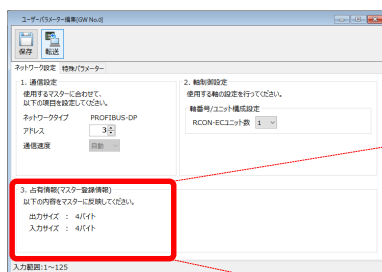 ユーザーパラメーター編集[GW No.0]
保存 転送
ネットワーク設定 特殊パラメーター
1. 通信設定
使用するマスターに合わせて、
以下の項目を設定してください。
ネットワークタイプ PROFIBUS-DP
アドレス 3
通信速度 自動
2. 軸制御設定
使用する軸の設定を行ってください。
軸番号/ユニット構成設定
RCON-ECユニット数 1
3. 占有情報(マスター登録情報)
以下の内容をマスターに反映してください。
出力サイズ : 4バイト
入力サイズ : 4バイト
入力範囲:1~125